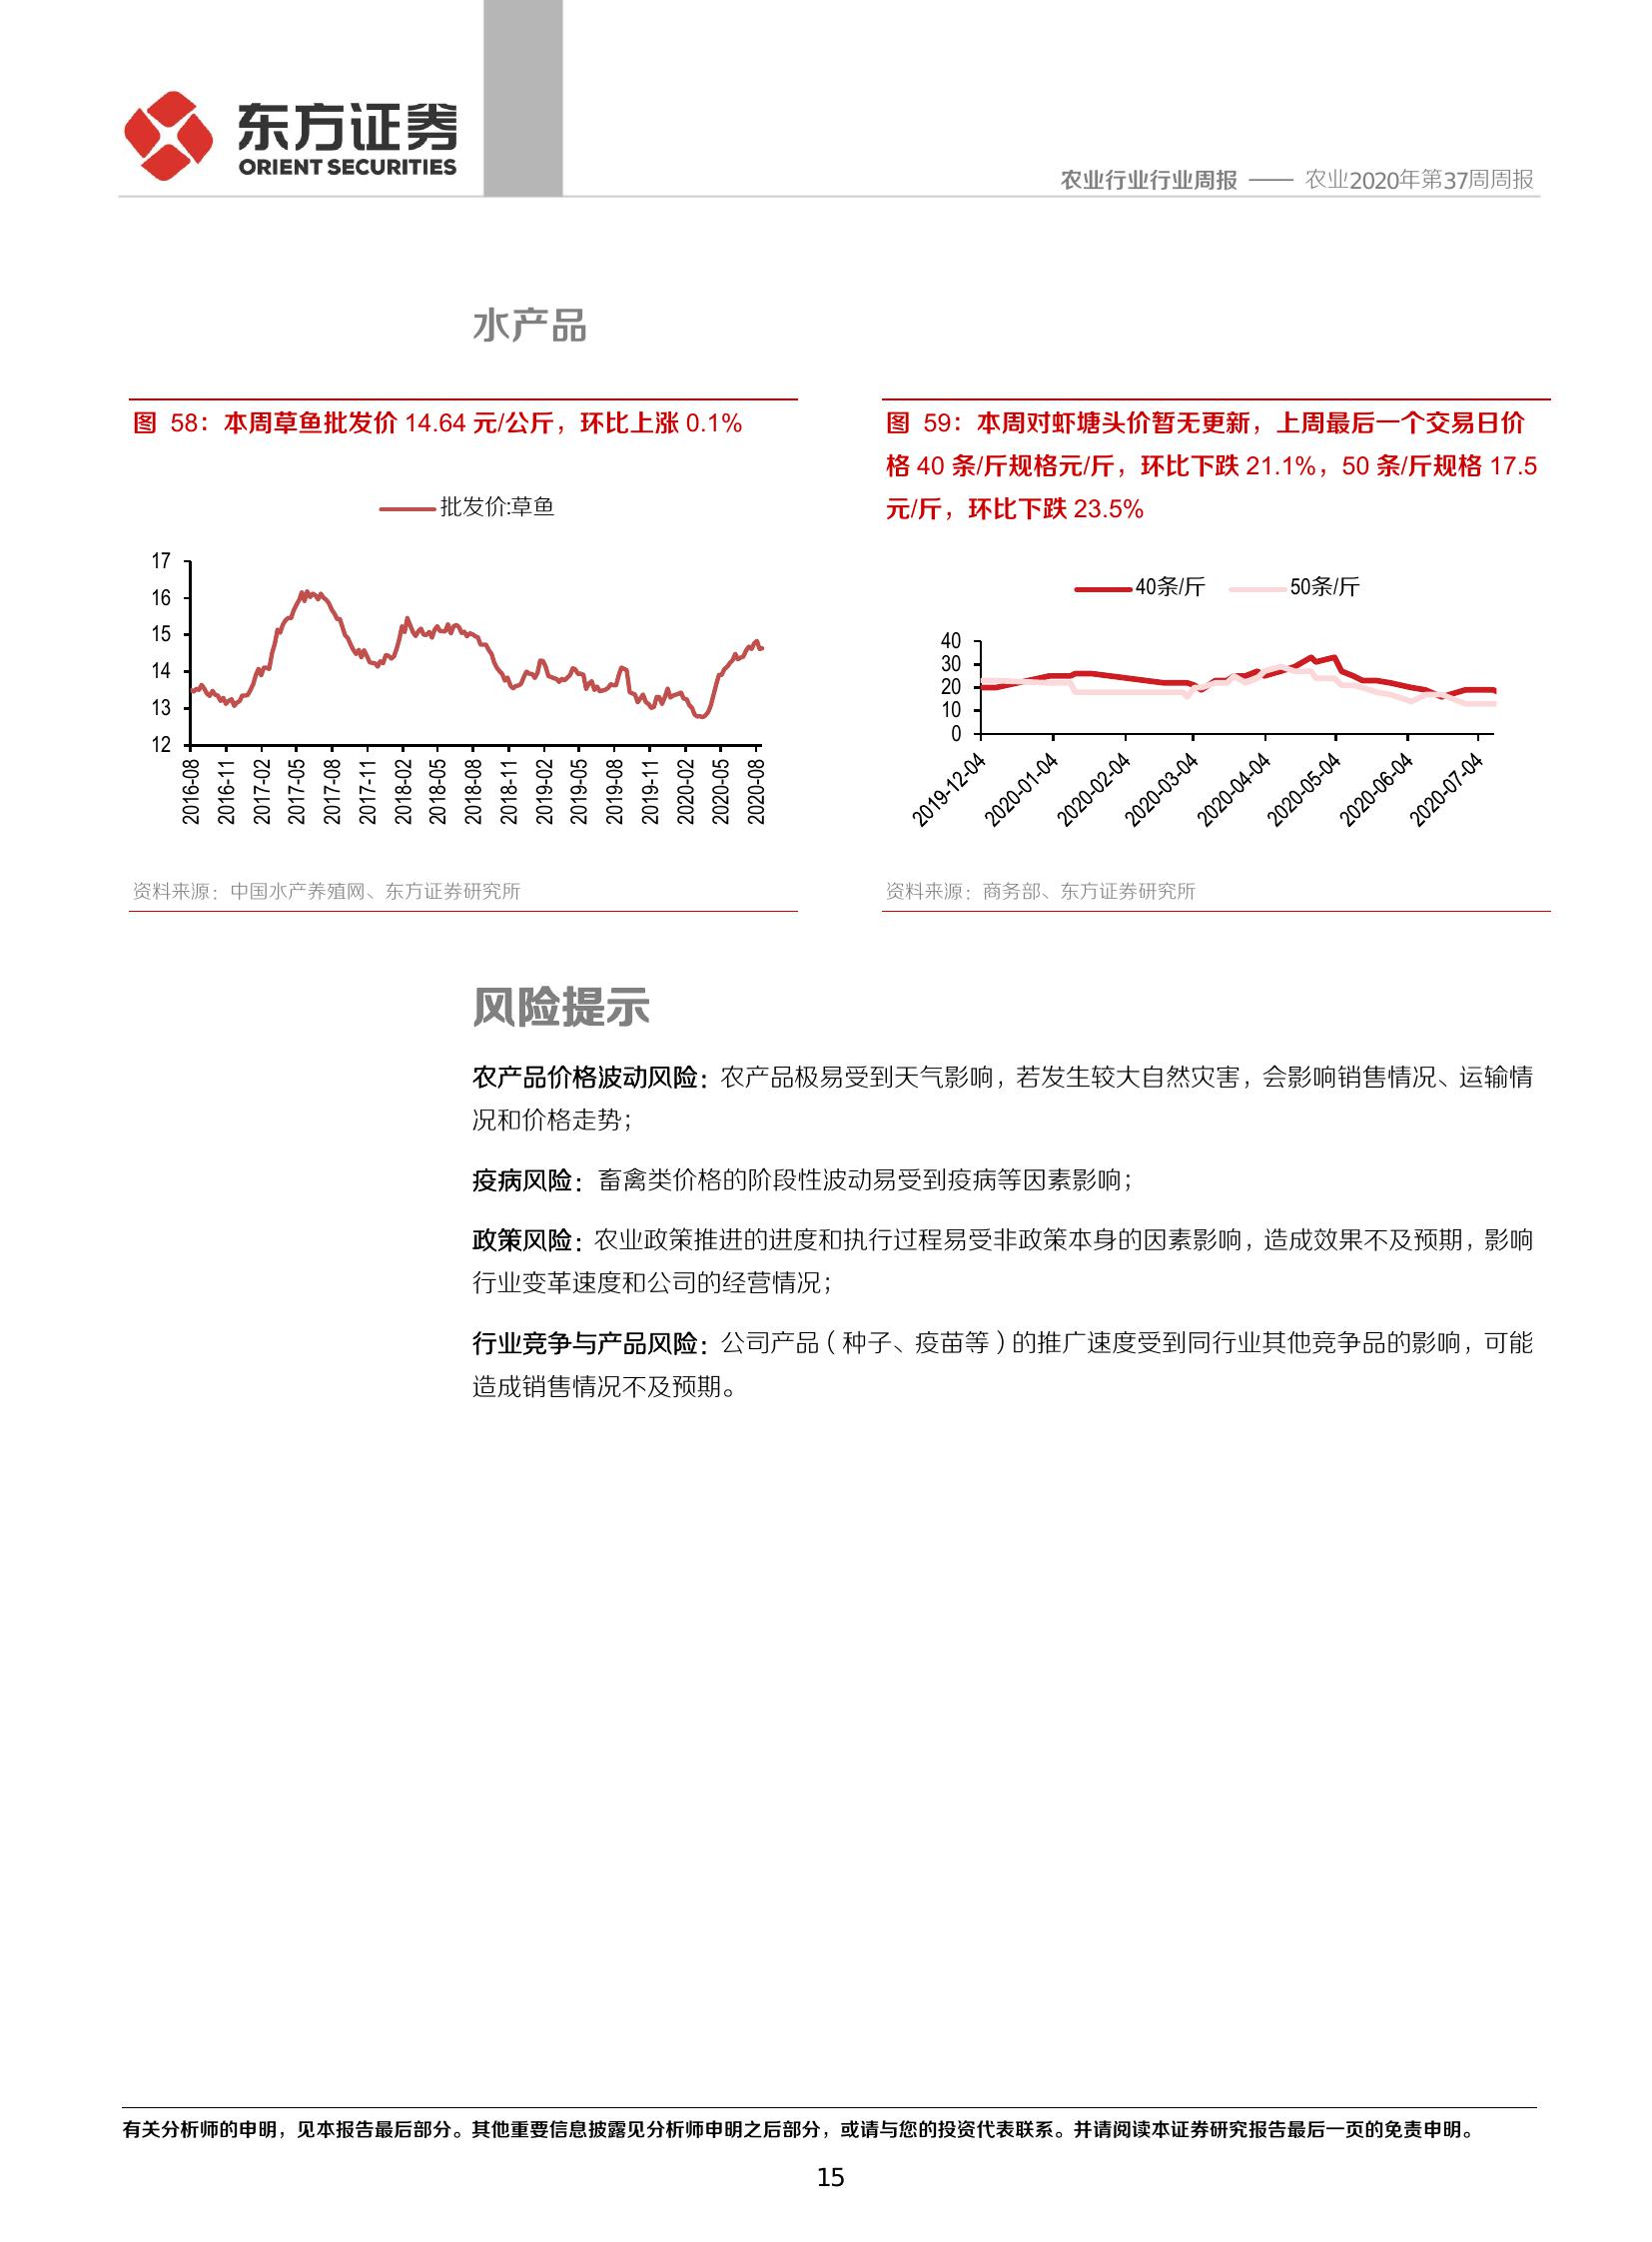 东方证券
ORIENT SECURITIES
农业行业行业周报 —— 农业2020年第37周周报
水产品
图 58：本周草鱼批发价 14.64 元/公斤，环比上涨 0.1%
批发价:草鱼
17
16
15
14
13
12
2016-08
2016-11
2017-02
2017-05
2017-08
2017-11
2018-02
2018-05
2018-08
2018-11
2019-02
2019-05
2019-08
2019-11
2020-02
2020-05
2020-08
资料来源：中国水产养殖网、东方证券研究所
图 59：本周对虾塘头价暂无更新，上周最后一个交易日价
格 40 条/斤规格元/斤，环比下跌 21.1%，50 条/斤规格 17.5
元/斤，环比下跌 23.5%
40条/斤
50条/斤
40
30
20
10
0
2019-12-04
2020-01-04
2020-02-04
2020-03-04
2020-04-04
2020-05-04
2020-06-04
2020-07-04
资料来源：商务部、东方证券研究所
风险提示
农产品价格波动风险：农产品极易受到天气影响，若发生较大自然灾害，会影响销售情况、运输情
况和价格走势；
疫病风险：畜禽类价格的阶段性波动易受到疫病等因素影响；
政策风险：农业政策推进的进度和执行过程易受非政策本身的因素影响，造成效果不及预期，影响
行业变革速度和公司的经营情况；
行业竞争与产品风险：公司产品（种子、疫苗等）的推广速度受到同行业其他竞争品的影响，可能
造成销售情况不及预期。
有关分析师的申明，见本报告最后部分。其他重要信息披露见分析师申明之后部分，或请与您的投资代表联系。并请阅读本证券研究报告最后一页的免责申明。
15